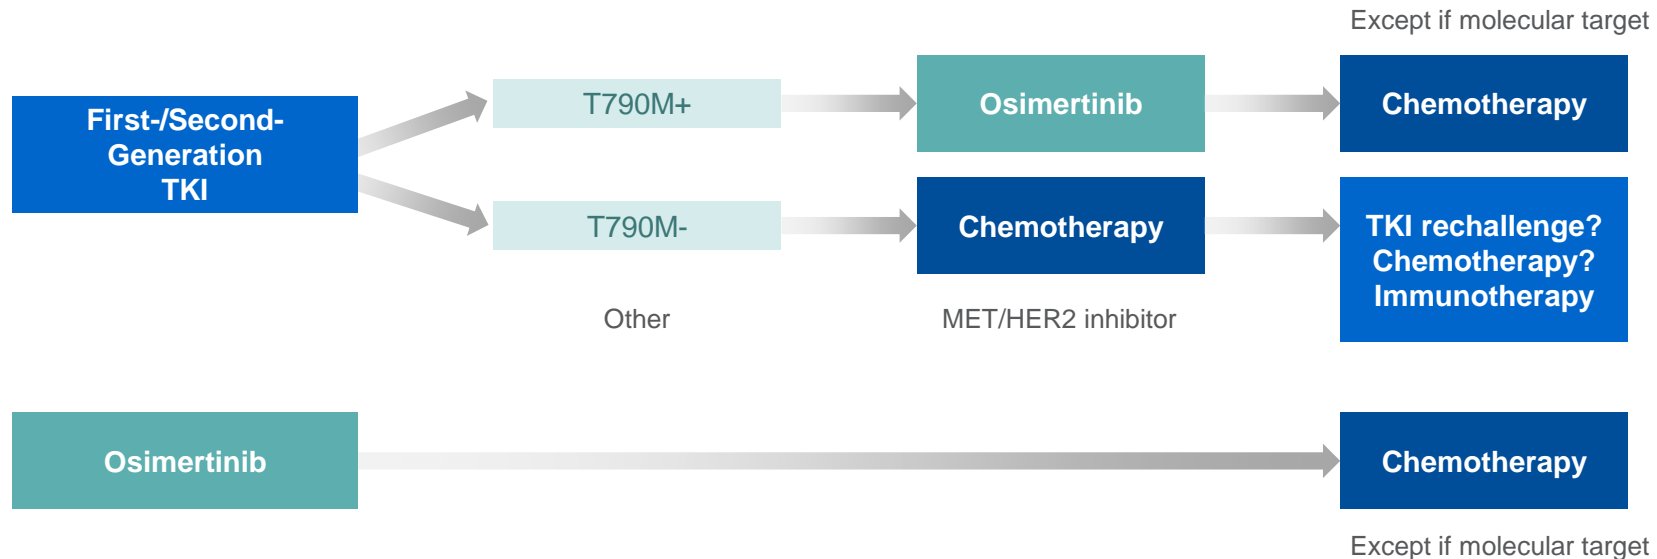 Except if molecular target
First-/Second-
Generation
TKI
T790M+
Osimertinib
Chemotherapy
T790M-
Chemotherapy
TKI rechallenge?
Chemotherapy?
Immunotherapy
Other
MET/HER2 inhibitor
Osimertinib
Chemotherapy
Except if molecular target